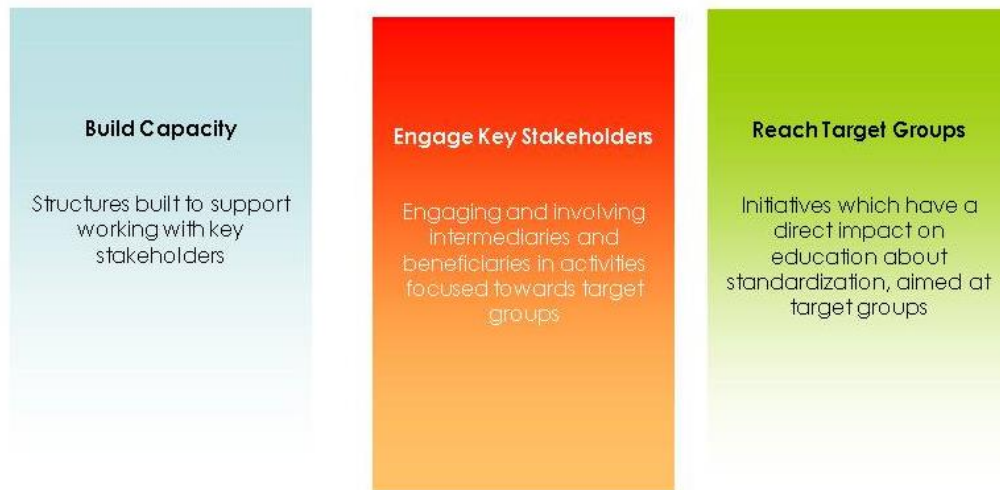 Build Capacity
Structures built to support
working with key
stakeholders
Engage Key Stakeholders
Engaging and involving
intermediaries and
beneficiaries in activities
focused towards target
groups
Reach Target Groups
Initiatives which have a
direct impact on
education about
standardization, aimed at
target groups